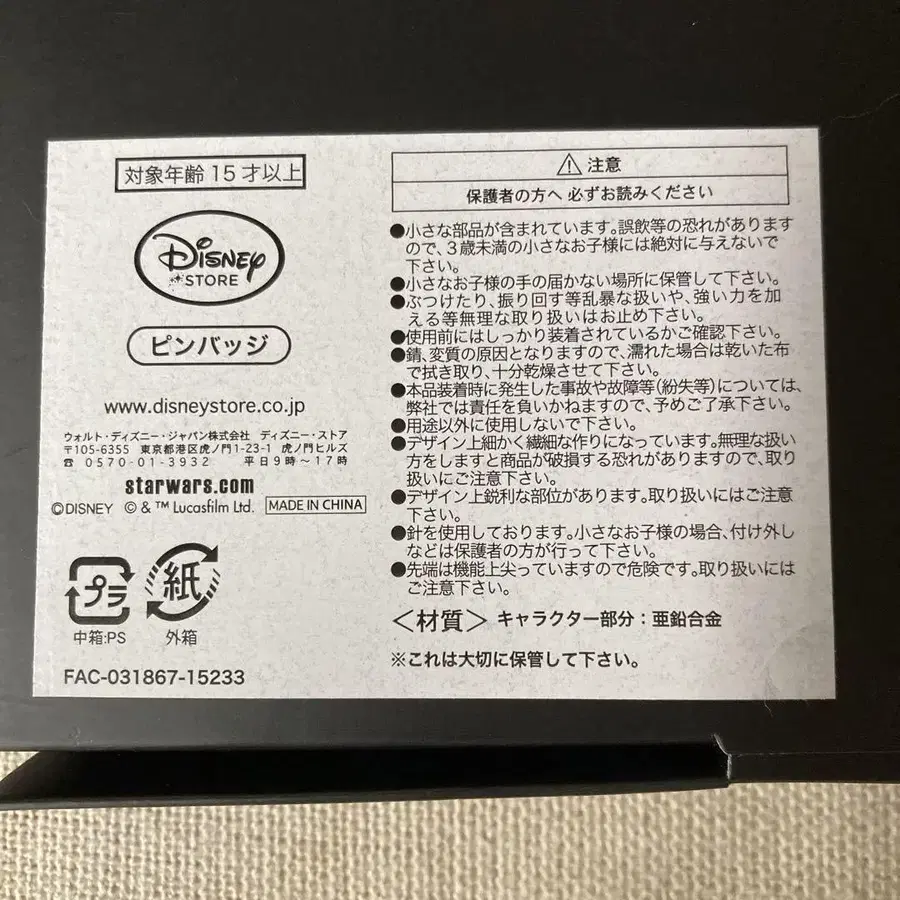 対象年齢 15 才以上
Disney
STORE
ピンバッジ
www.disneystore.co.jp
ウォルト・ディズニー・ジャパン株式会社 ディズニー・ストア
〒105-6355 東京都港区虎ノ門1-23-1 虎ノ門ヒルズ
☎ 0570-01-3932 平日9時～17時
starwars.com
©DISNEY © & ™ Lucasfilm Ltd. MADE IN CHINA
プラ
中箱:PS
紙
外箱
FAC-031867-15233
⚠ 注意
保護者の方へ 必ずお読みください
●小さな部品が含まれています。誤飲等の恐れがあります
ので、3歳未満の小さなお子様には絶対に与えないで
下さい。
●小さなお子様の手の届かない場所に保管して下さい。
●ぶつけたり、振り回す等乱暴な扱いや、強い力を加
える等無理な取り扱いはお止め下さい。
●使用前にはしっかり装着されているかご確認下さい。
●錆、変質の原因となりますので、濡れた場合は乾いた布
で拭き取り、十分乾燥させて下さい。
●本品装着時に発生した事故や故障等(紛失等)については、
弊社では責任を負いかねますので、予めご了承下さい。
●用途以外に使用しないで下さい。
●デザイン上細かく繊細な作りになっています。無理な扱い
方をしますと商品が破損する恐れがありますので、取り
扱いにご注意下さい。
●デザイン上鋭利な部位があります。取り扱いにはご注意
下さい。
●針を使用しております。小さなお子様の場合、付け外し
などは保護者の方が行って下さい。
●先端は機能上尖っていますので危険です。取り扱いには
ご注意下さい。
＜材質＞ キャラクター部分：亜鉛合金
※これは大切に保管して下さい。